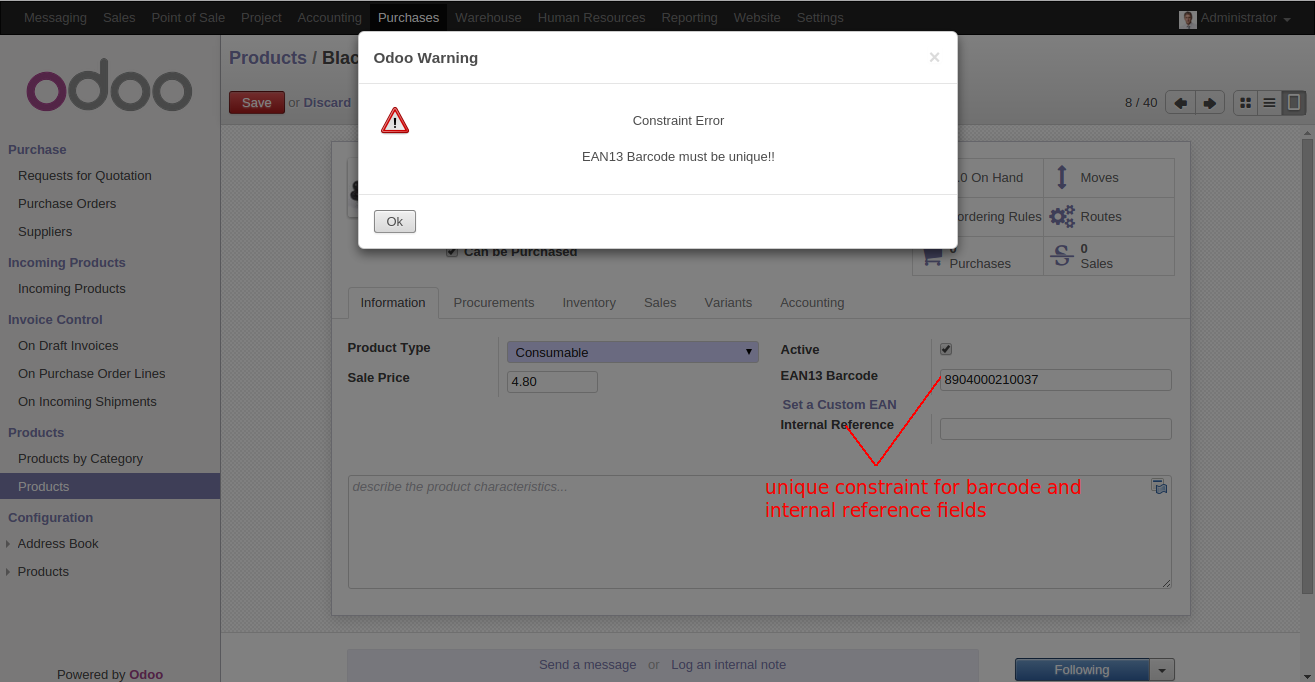 Messaging Sales Point of Sale Project Accounting Purchases Warehouse Human Resources Reporting Website Settings Administrator
odoo
Products / Blac
Save or Discard
8 / 40
Odoo Warning ×
Constraint Error
EAN13 Barcode must be unique!!
Ok
Purchase
Requests for Quotation
Purchase Orders
Suppliers
Incoming Products
Incoming Products
Invoice Control
On Draft Invoices
On Purchase Order Lines
On Incoming Shipments
Products
Products by Category
Products
Configuration
Address Book
Products
Powered by Odoo
Can be Purchased
.0 On Hand
Moves
ordering Rules
Routes
0
Purchases
0
Sales
Information Procurements Inventory Sales Variants Accounting
Product Type Consumable
Sale Price 4.80
Active
EAN13 Barcode 8904000210037
Set a Custom EAN
Internal Reference
describe the product characteristics...
unique constraint for barcode and
internal reference fields
Send a message or Log an internal note
Following